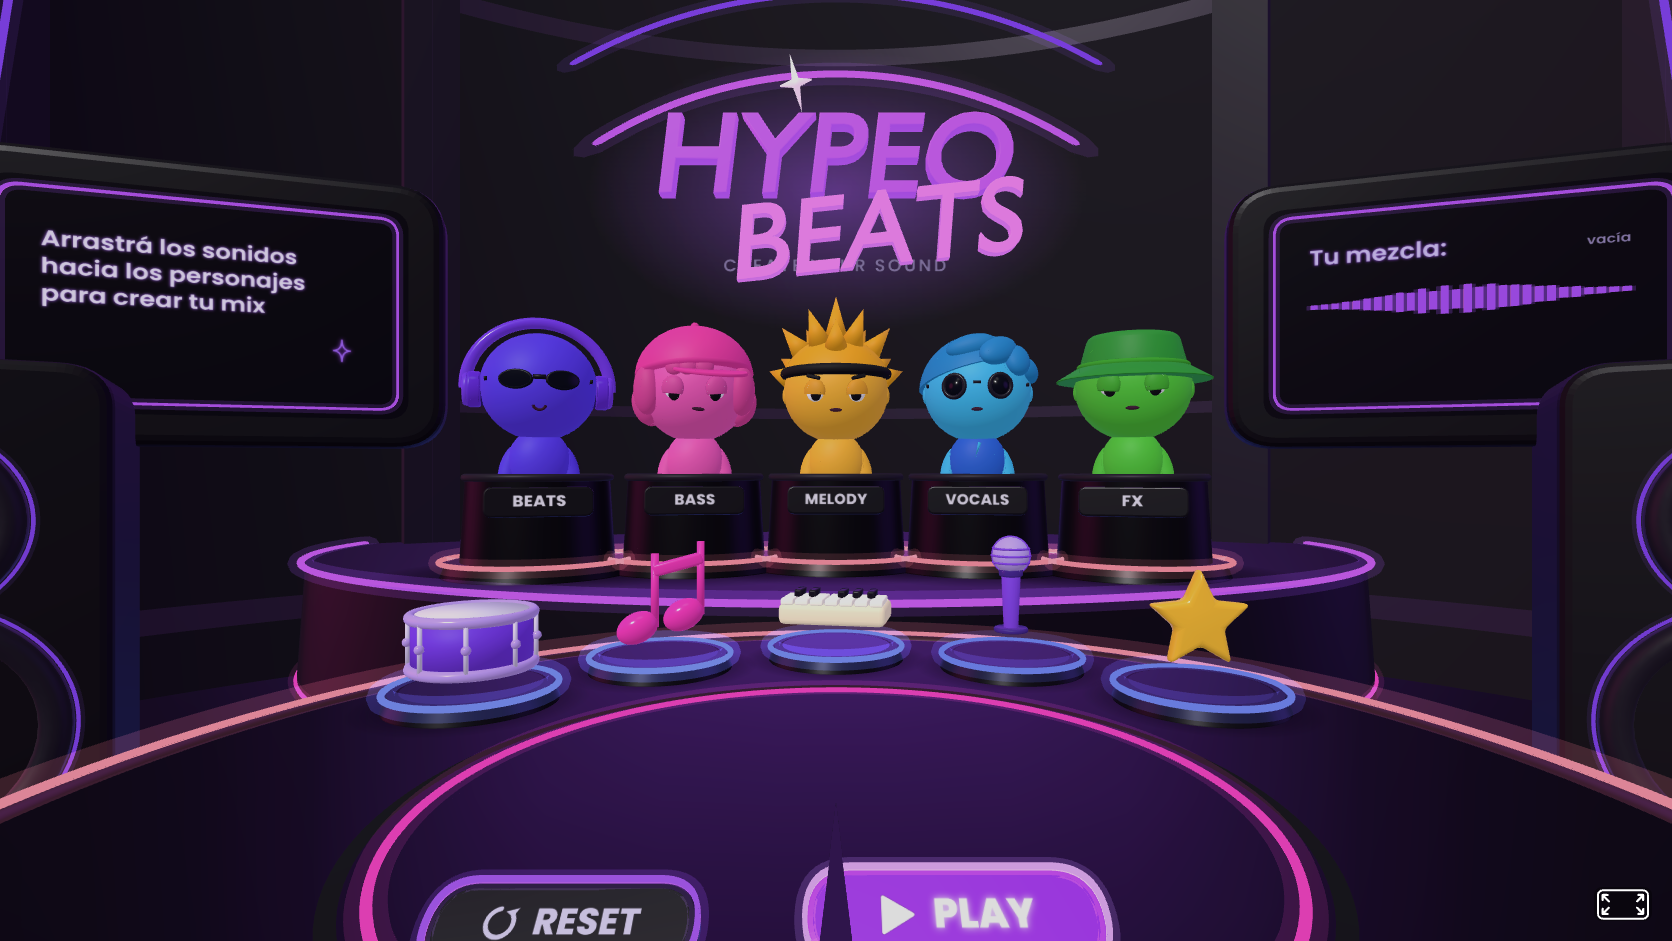 HYPEO
BEATS
Arrastrá los sonidos
hacia los personajes
para crear tu mix
Tu mezcla:
vacía
BEATS
BASS
MELODY
VOCALS
FX
RESET
PLAY
SOUND